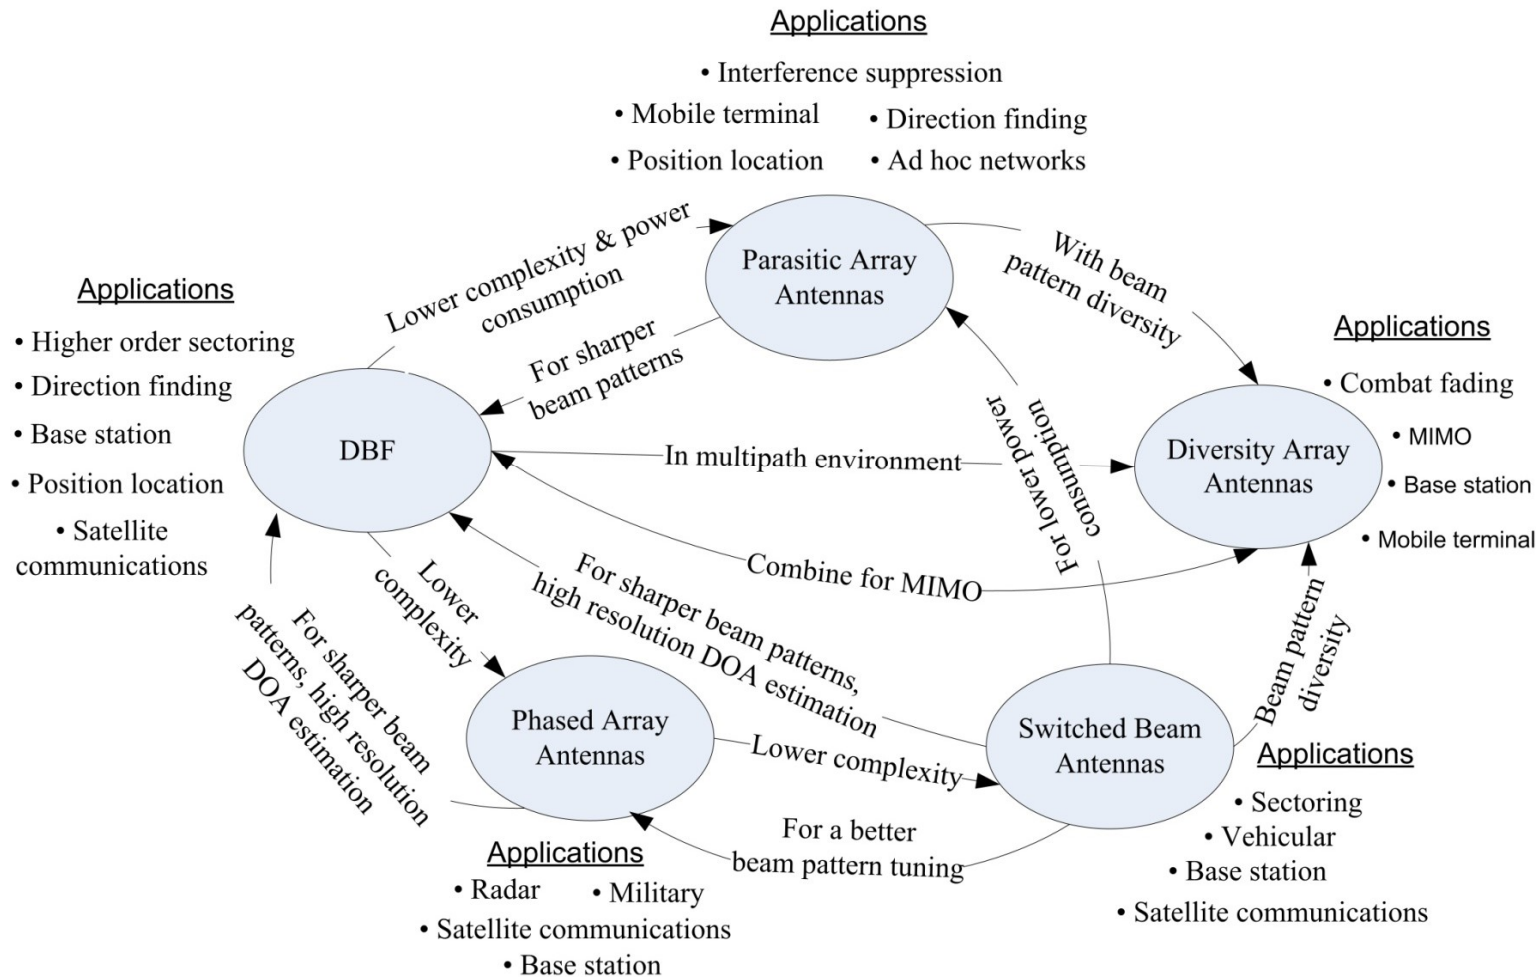 Applications
• Interference suppression
• Mobile terminal
• Direction finding
• Position location
• Ad hoc networks
Parasitic Array
Antennas
Lower complexity & power
consumption
For sharper
beam patterns
With beam
pattern diversity
Applications
• Higher order sectoring
• Direction finding
• Base station
• Position location
• Satellite
communications
DBF
In multipath environment
For lower power
consumption
Applications
• Combat fading
• MIMO
• Base station
• Mobile terminal
Diversity Array
Antennas
Combine for MIMO
Lower
complexity
For sharper beam patterns,
high resolution DOA estimation
For sharper beam
patterns, high resolution
DOA estimation
Beam pattern
diversity
Phased Array
Antennas
Lower complexity
Switched Beam
Antennas
For a better
beam pattern tuning
Applications
• Sectoring
• Vehicular
• Base station
• Satellite communications
Applications
• Radar
• Military
• Satellite communications
• Base station